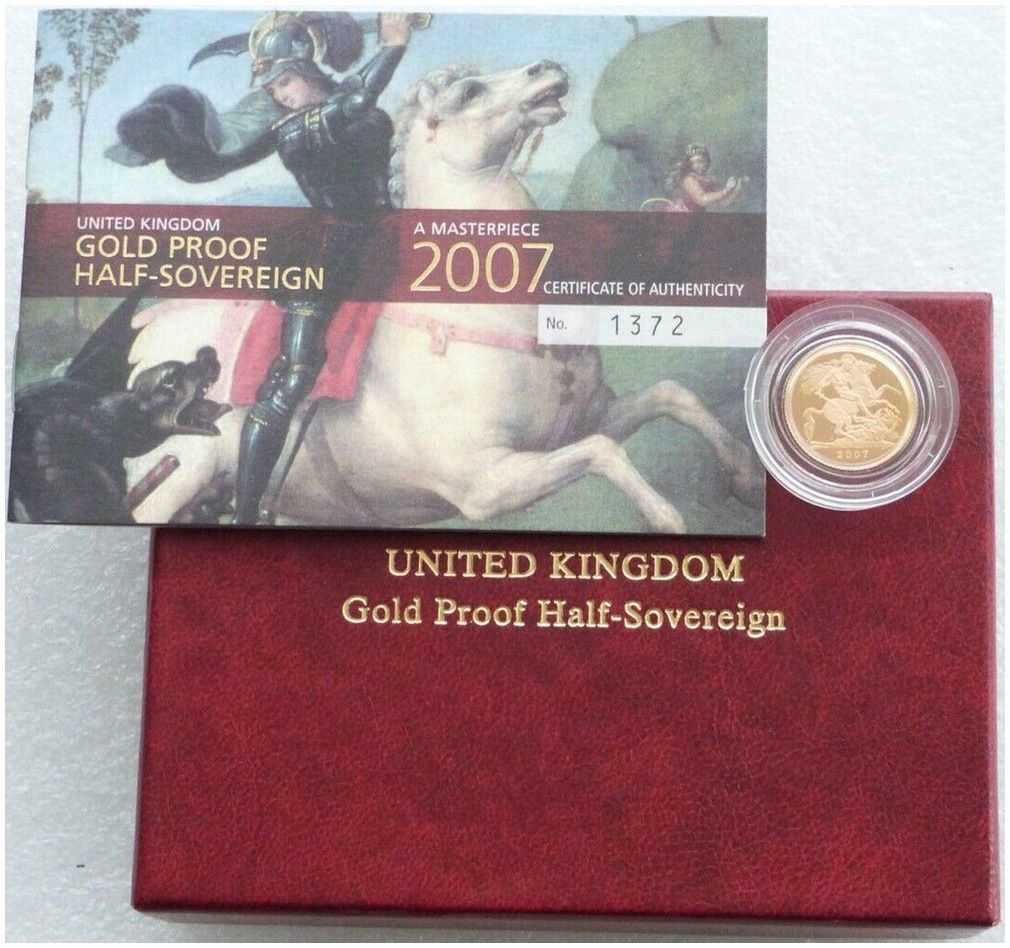 UNITED KINGDOM
GOLD PROOF
HALF-SOVEREIGN
A MASTERPIECE
2007
CERTIFICATE OF AUTHENTICITY
No. 1372
2007
UNITED KINGDOM
Gold Proof Half-Sovereign